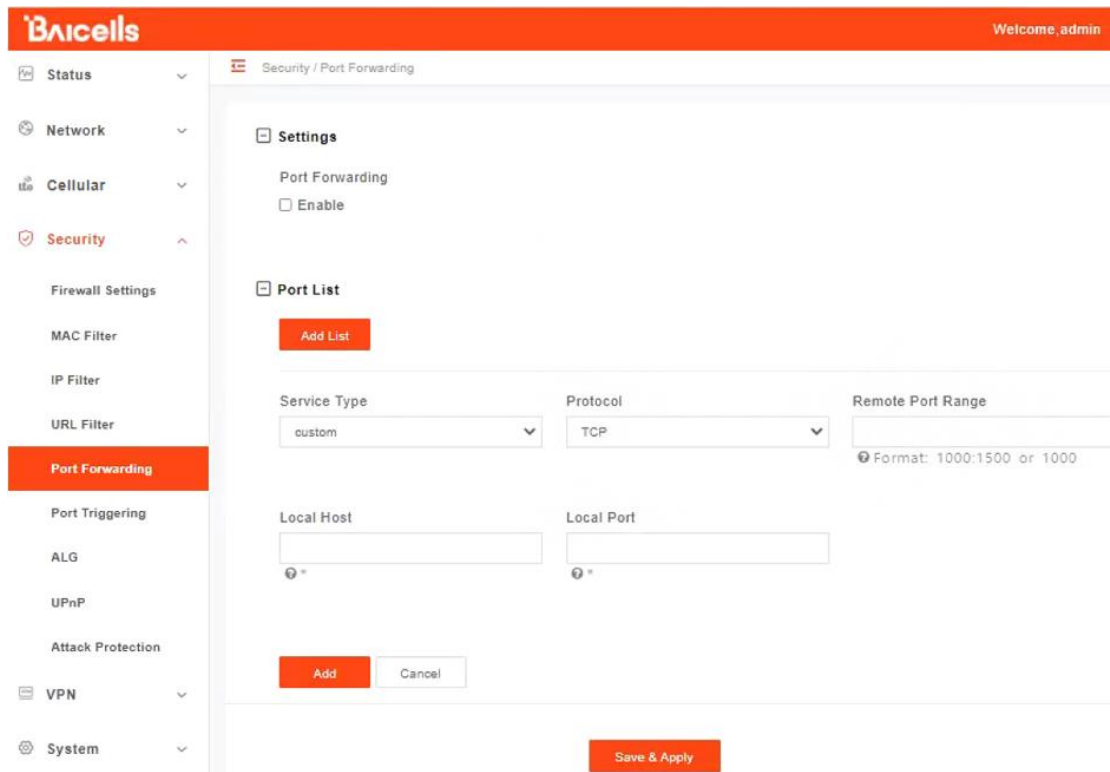 BAICELLS
Welcome,admin
Status
Network
Cellular
Security
Firewall Settings
MAC Filter
IP Filter
URL Filter
Port Forwarding
Port Triggering
ALG
UPnP
Attack Protection
VPN
System
Security / Port Forwarding
Settings
Port Forwarding
Enable
Port List
Add List
Service Type
custom
Protocol
TCP
Remote Port Range
Format: 1000:1500 or 1000
Local Host
*
Local Port
*
Add
Cancel
Save & Apply